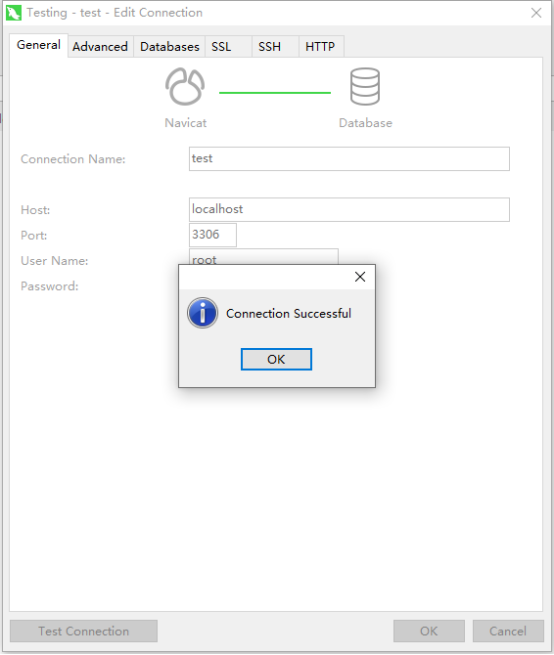 Testing - test - Edit Connection
General Advanced Databases SSL SSH HTTP
Navicat Database
Connection Name: test
Host: localhost
Port: 3306
User Name: root
Password:
Connection Successful
OK
Test Connection OK Cancel